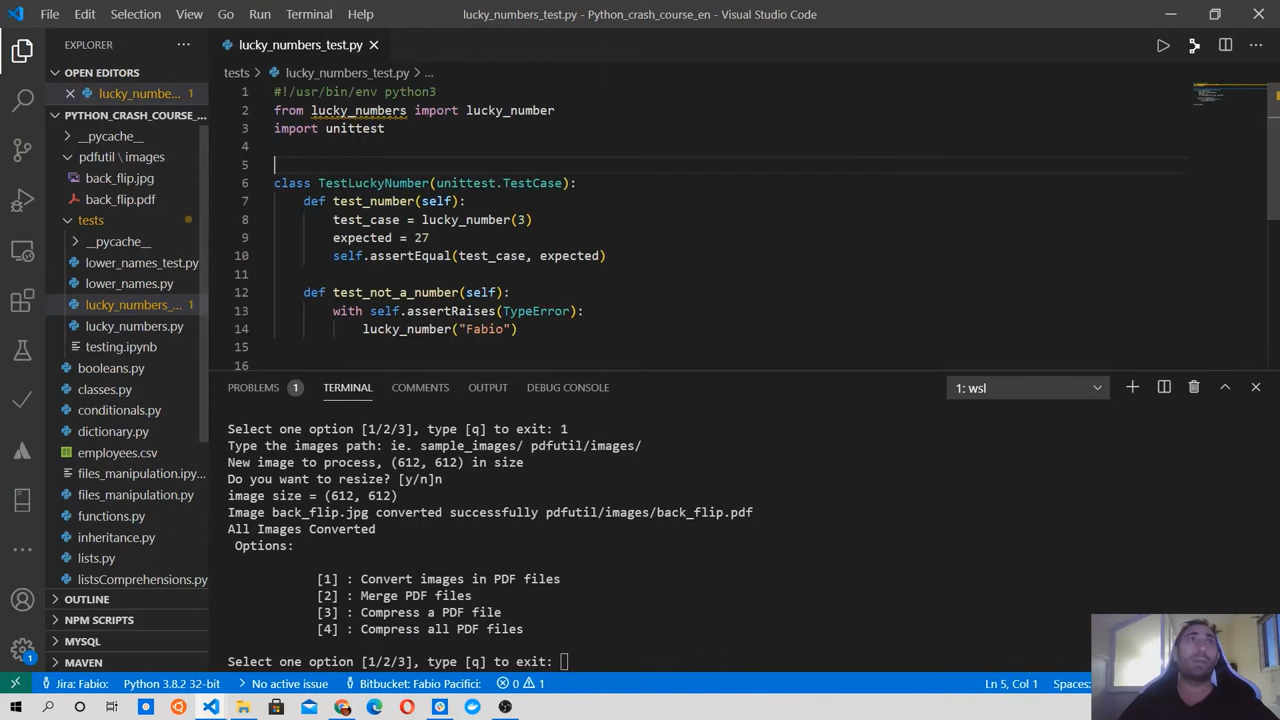 File Edit Selection View Go Run Terminal Help lucky_numbers_test.py - Python_crash_course_en - Visual Studio Code
EXPLORER
OPEN EDITORS
lucky_numbe... 1
PYTHON_CRASH_COURSE_...
__pycache__
pdfutil \ images
back_flip.jpg
back_flip.pdf
tests
__pycache__
lower_names_test.py
lower_names.py
lucky_numbers_... 1
lucky_numbers.py
testing.ipynb
booleans.py
classes.py
conditionals.py
dictionary.py
employees.csv
files_manipulation.ipy...
files_manipulation.py
functions.py
inheritance.py
lists.py
listsComprehensions.py
OUTLINE
NPM SCRIPTS
MYSQL
MAVEN
1
lucky_numbers_test.py
tests > lucky_numbers_test.py > ...
1 #!/usr/bin/env python3
2 from lucky_numbers import lucky_number
3 import unittest
4
5
6 class TestLuckyNumber(unittest.TestCase):
7 def test_number(self):
8 test_case = lucky_number(3)
9 expected = 27
10 self.assertEqual(test_case, expected)
11
12 def test_not_a_number(self):
13 with self.assertRaises(TypeError):
14 lucky_number("Fabio")
15
16
PROBLEMS 1 TERMINAL COMMENTS OUTPUT DEBUG CONSOLE 1: wsl
Select one option [1/2/3], type [q] to exit: 1
Type the images path: ie. sample_images/ pdfutil/images/
New image to process, (612, 612) in size
Do you want to resize? [y/n]n
image size = (612, 612)
Image back_flip.jpg converted successfully pdfutil/images/back_flip.pdf
All Images Converted
Options:
[1] : Convert images in PDF files
[2] : Merge PDF files
[3] : Compress a PDF file
[4] : Compress all PDF files
Select one option [1/2/3], type [q] to exit:
Jira: Fabio: Python 3.8.2 32-bit No active issue Bitbucket: Fabio Pacifici: 0 1 Ln 5, Col 1 Spaces: